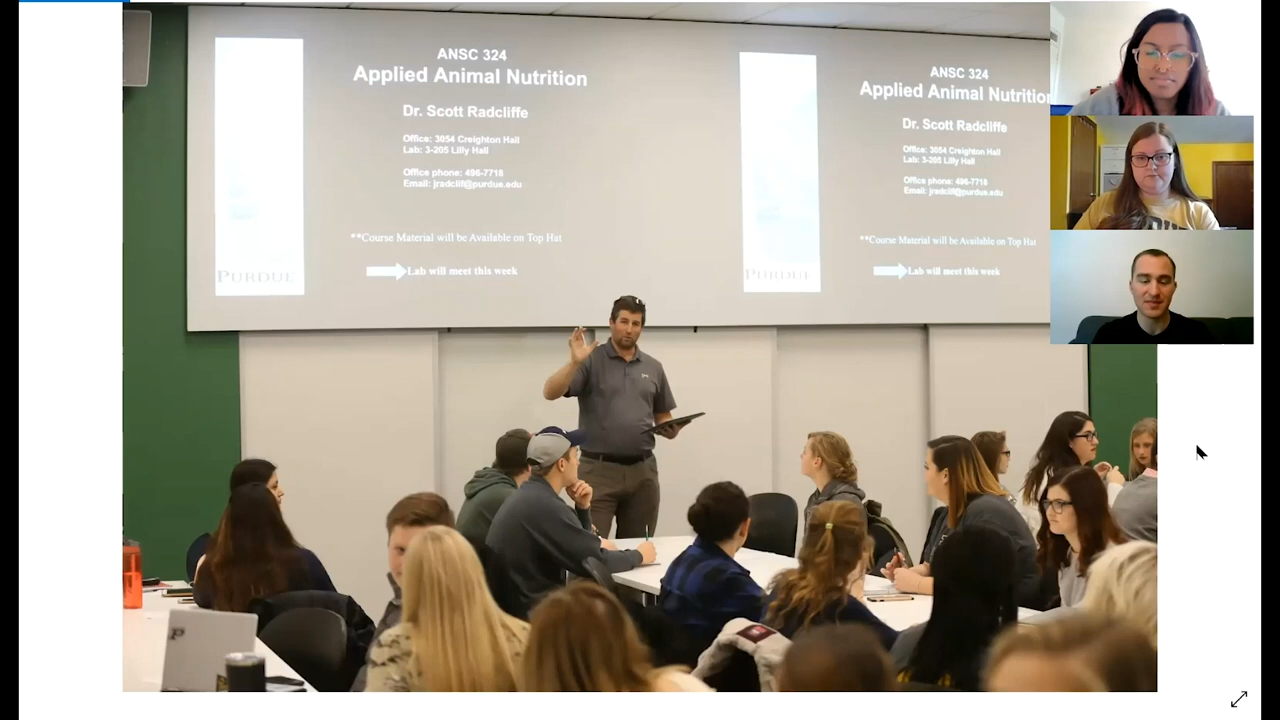 ANSC 324
Applied Animal Nutrition
Dr. Scott Radcliffe
Office: 3054 Creighton Hall
Lab: 3-205 Lilly Hall
Office phone: 496-7718
Email: jradclif@purdue.edu
**Course Material will be Available on Top Hat
Lab will meet this week
PURDUE
ANSC 324
Applied Animal Nutrition
Dr. Scott Radcliffe
Office: 3054 Creighton Hall
Lab: 3-205 Lilly Hall
Office phone: 496-7718
Email: jradclif@purdue.edu
**Course Material will be Available on Top Hat
Lab will meet this week
PURDUE
P